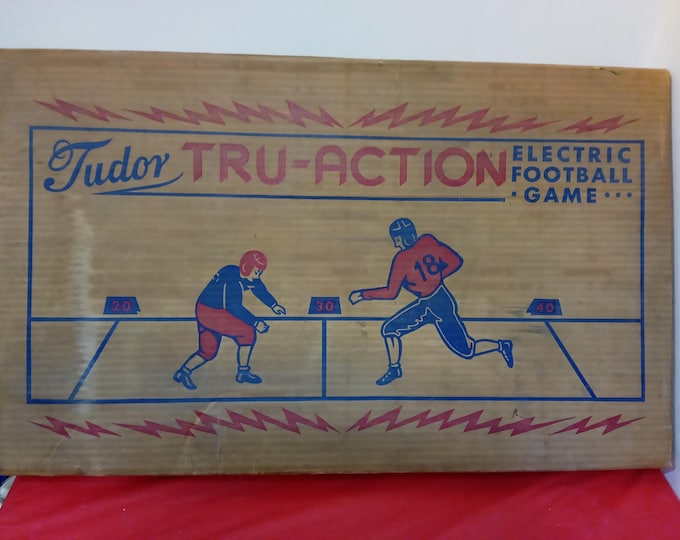 Tudor TRU-ACTION ELECTRIC
FOOTBALL
• GAME •••
18
20 30 40